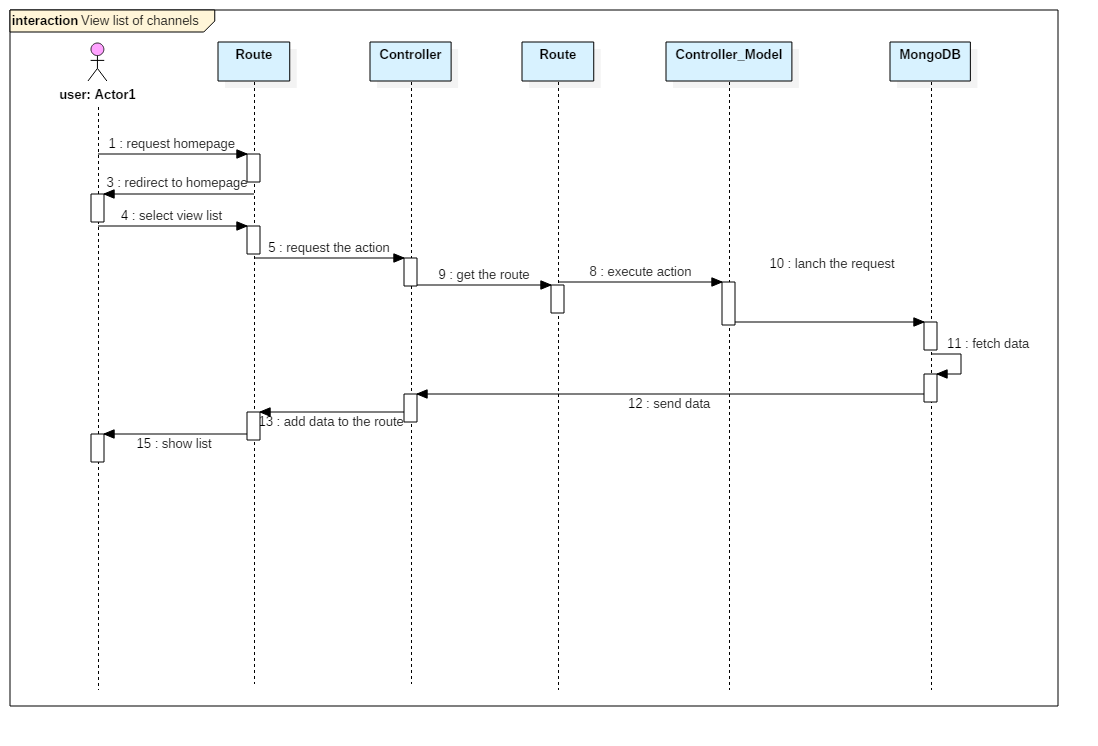 interaction View list of channels
Route
Controller
Route
Controller_Model
MongoDB
user: Actor1
1 : request homepage
3 : redirect to homepage
4 : select view list
5 : request the action
9 : get the route
8 : execute action
10 : lanch the request
11 : fetch data
12 : send data
13 : add data to the route
15 : show list